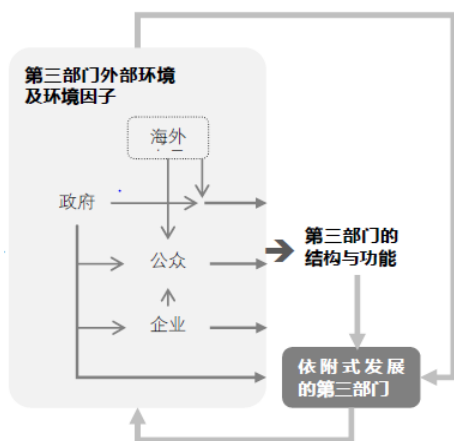 第三部门外部环境
及环境因子
海外
政府
公众
企业
第三部门的
结构与功能
依附式发展
的第三部门